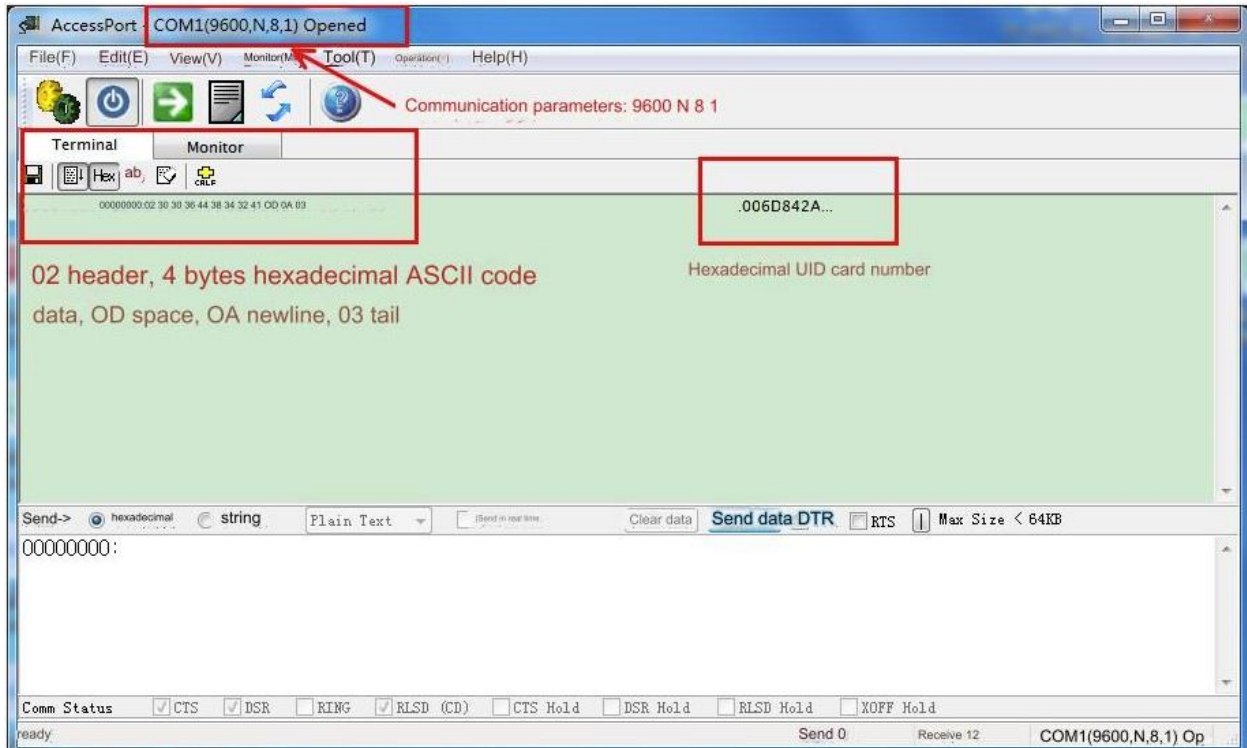 AccessPort - COM1(9600,N,8,1) Opened
File(F) Edit(E) View(V) Monitor(M Tool(T) Help(H)
Communication parameters: 9600 N 8 1
Terminal Monitor
Hex ab, CRLF
00000000:02 30 30 36 44 38 34 32 41 OD 0A 03 .006D842A...
02 header, 4 bytes hexadecimal ASCII code
Hexadecimal UID card number
data, OD space, OA newline, 03 tail
Send-> hexadecimal string Plain Text Clear data Send data DTR RTS Max Size < 64KB
00000000:
Comm Status CTS DSR RING RLSD (CD) CTS Hold DSR Hold RLSD Hold XOFF Hold
ready Send 0 Receive 12 COM1(9600,N,8,1) Op